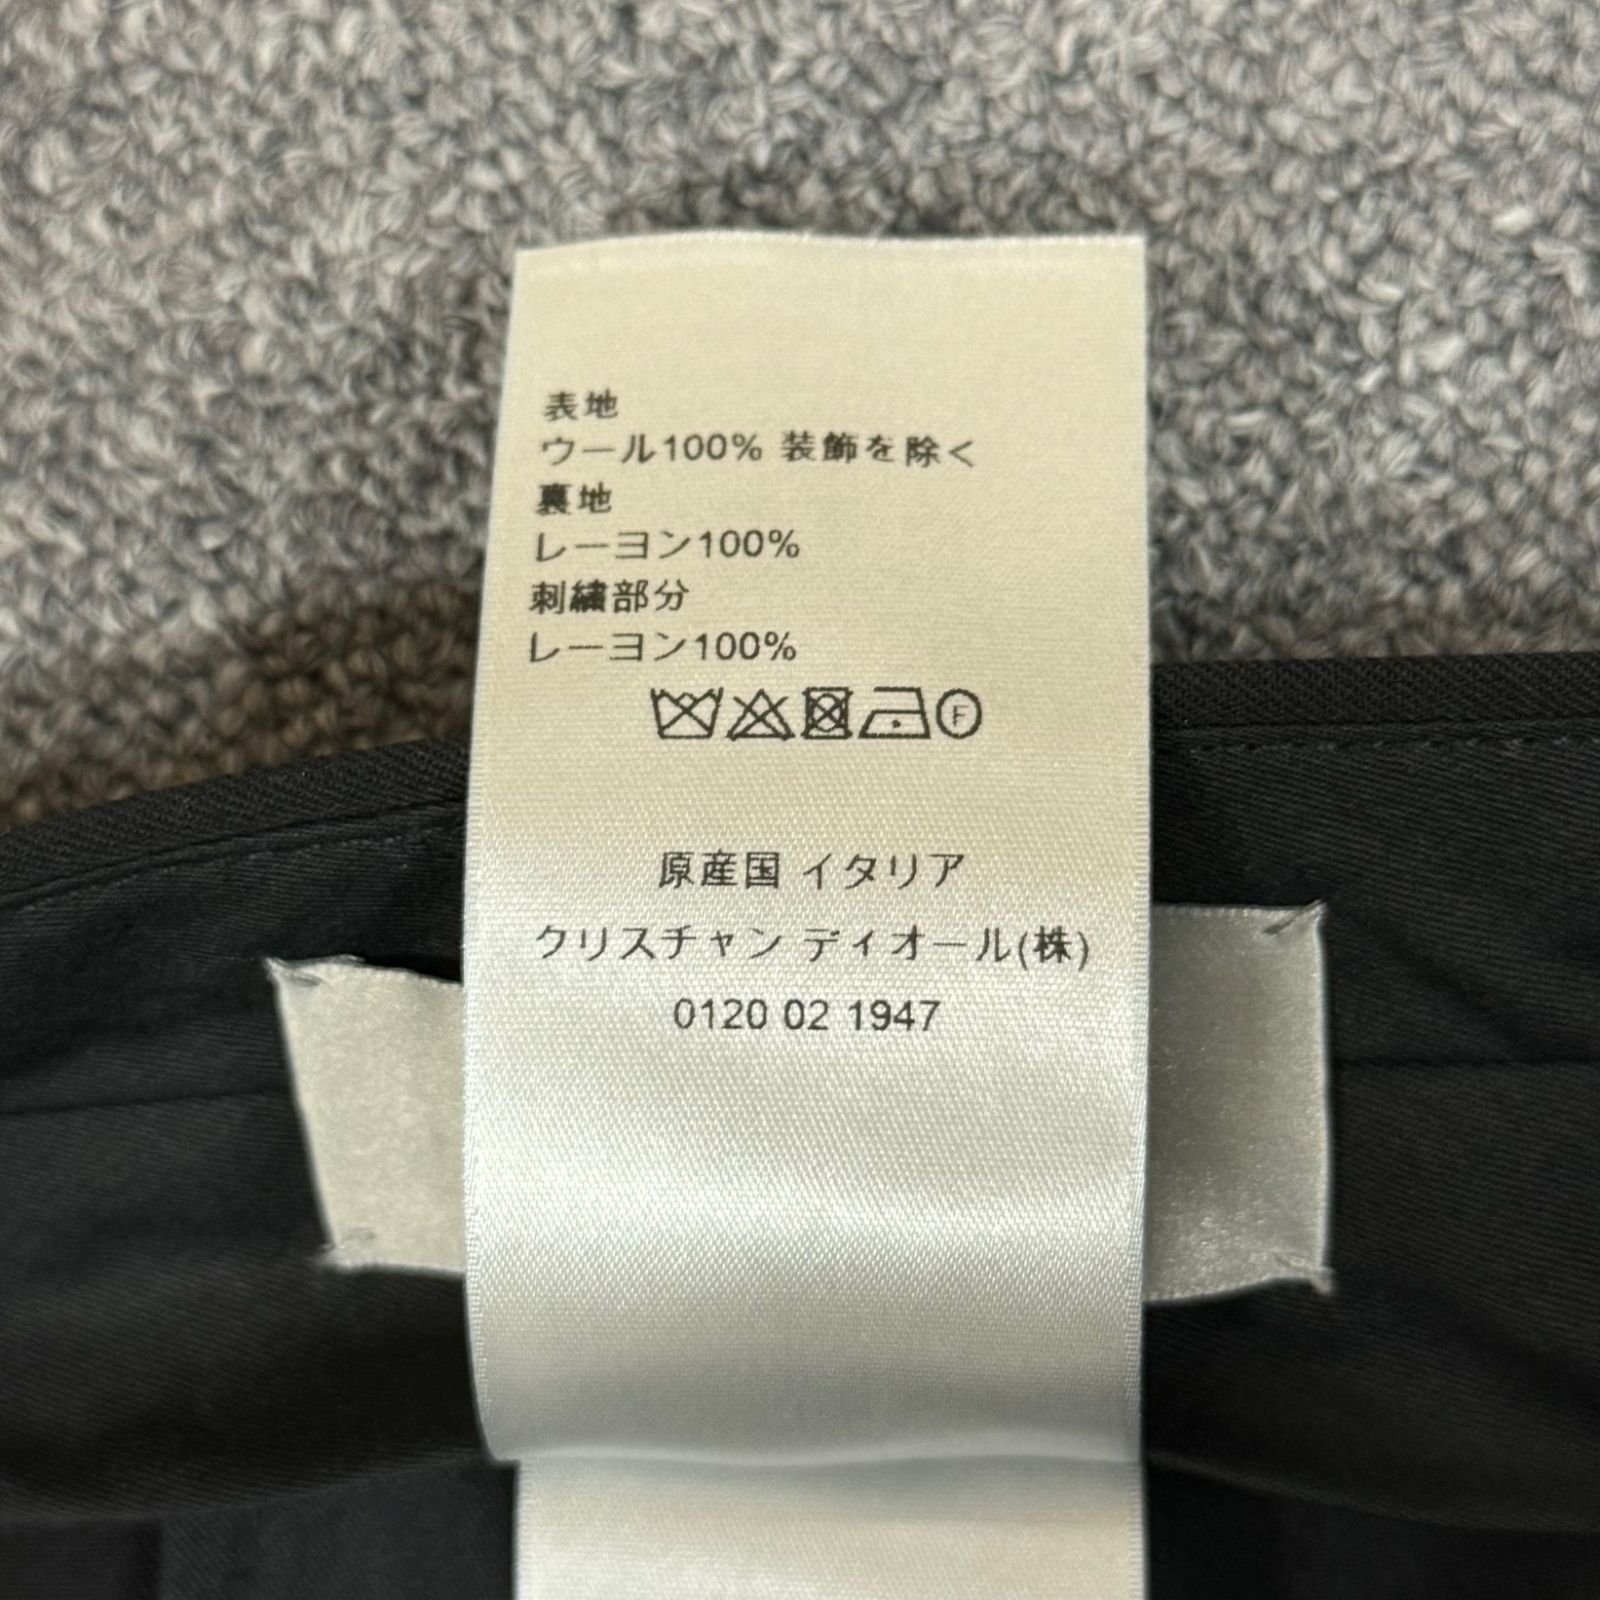 表地
ウール100% 装飾を除く
裏地
レーヨン100%
刺繍部分
レーヨン100%
F
原産国 イタリア
クリスチャン ディオール(株)
0120 02 1947